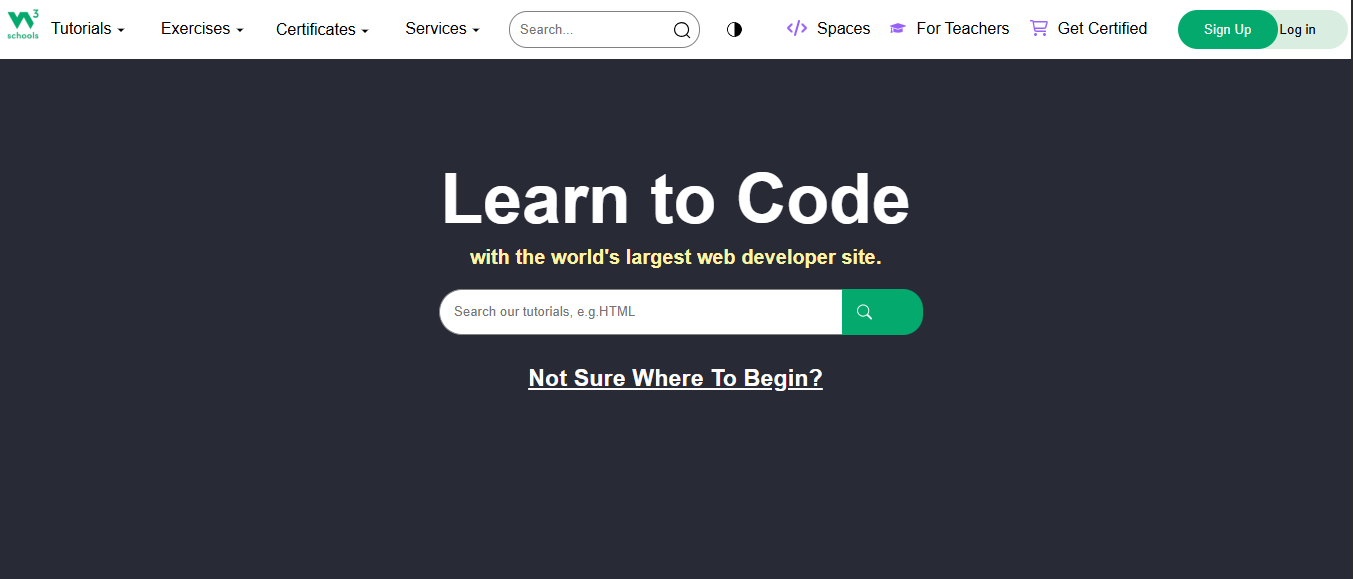 W3 schools Tutorials Exercises Certificates Services Search... Spaces For Teachers Get Certified Sign Up Log in
Learn to Code
with the world's largest web developer site.
Search our tutorials, e.g.HTML
Not Sure Where To Begin?